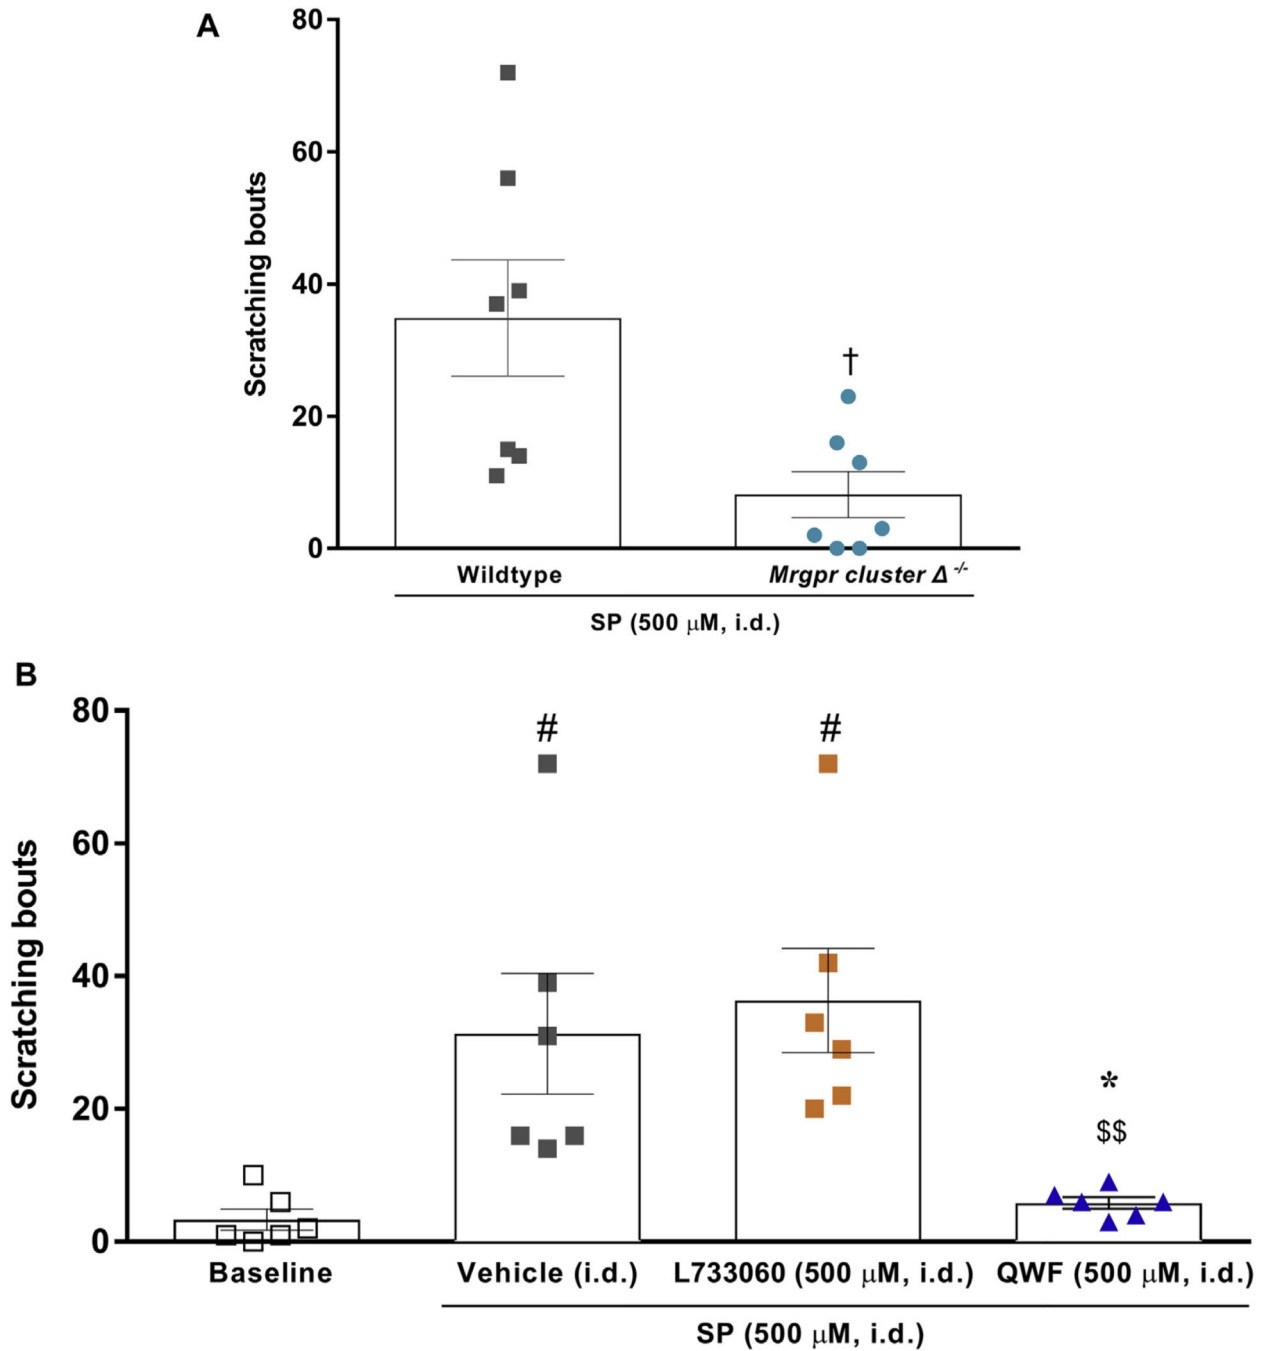 A
Scratching bouts
80
60
40
20
0
†
Wildtype
Mrgpr cluster Δ -/-
SP (500 μM, i.d.)
B
Scratching bouts
80
60
40
20
0
#
#
*
$$
Baseline
Vehicle (i.d.)
L733060 (500 μM, i.d.)
QWF (500 μM, i.d.)
SP (500 μM, i.d.)